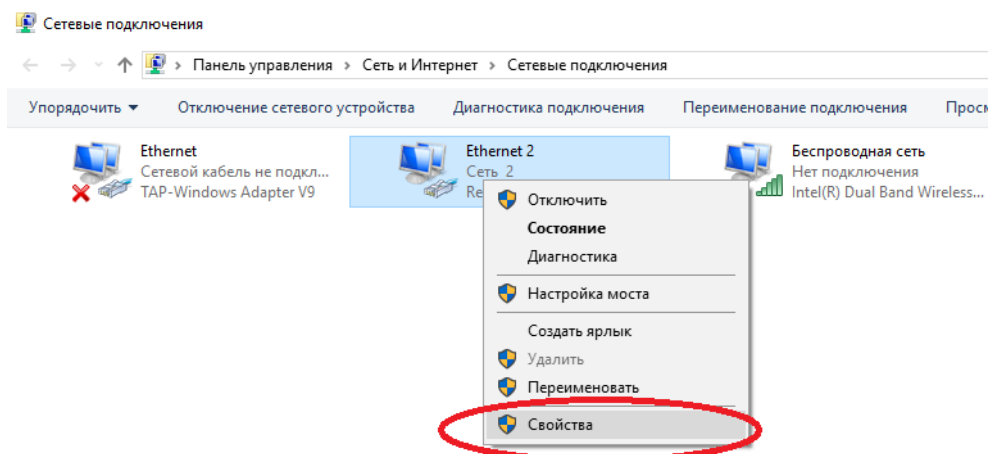 Сетевые подключения
Панель управления › Сеть и Интернет › Сетевые подключения
Упорядочить Отключение сетевого устройства Диагностика подключения Переименование подключения
Ethernet
Сетевой кабель не подкл...
TAP-Windows Adapter V9
Ethernet 2
Сеть 2
Беспроводная сеть
Нет подключения
Intel(R) Dual Band Wireless...
Отключить
Состояние
Диагностика
Настройка моста
Создать ярлык
Удалить
Переименовать
Свойства